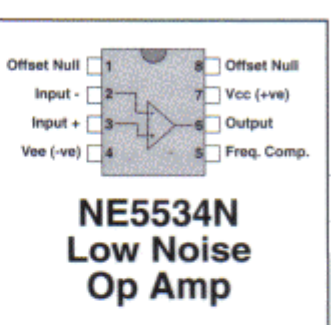 Offset Null 1 8 Offset Null
Input - 2 7 Vcc (+ve)
Input + 3 6 Output
Vee (-ve) 4 5 Freq. Comp.
NE5534N
Low Noise
Op Amp